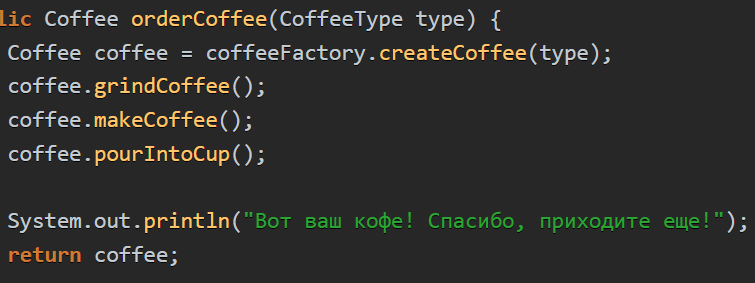 lic Coffee orderCoffee(CoffeeType type) {
Coffee coffee = coffeeFactory.createCoffee(type);
coffee.grindCoffee();
coffee.makeCoffee();
coffee.pourIntoCup();
System.out.println("Вот ваш кофе! Спасибо, приходите еще!");
return coffee;